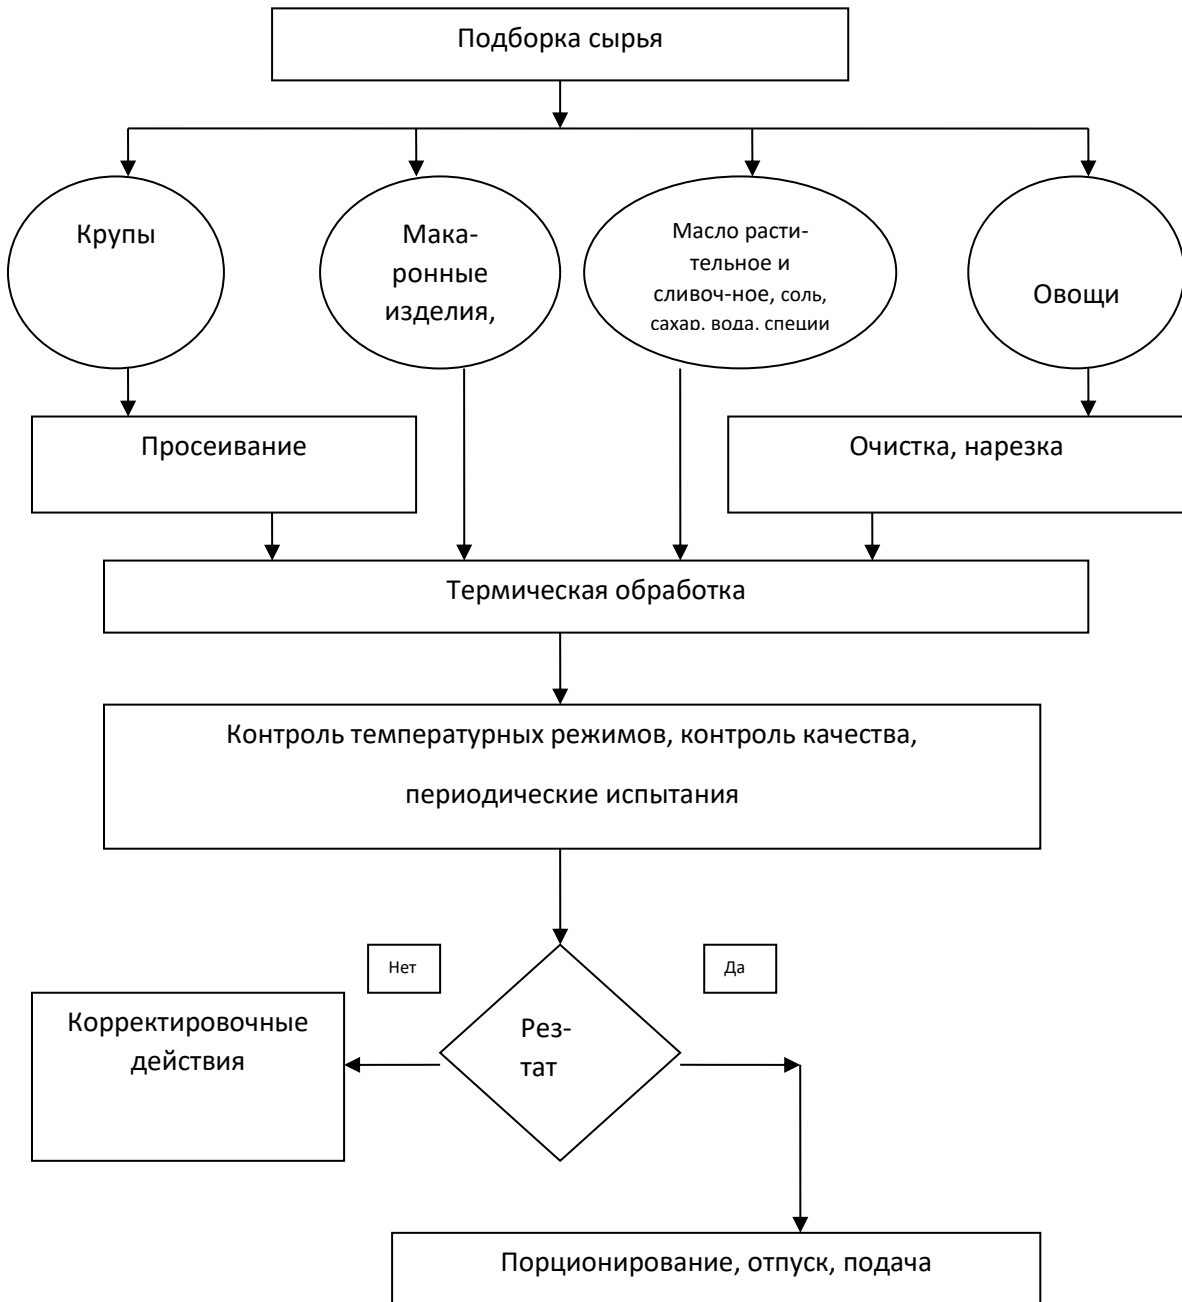 Подборка сырья
Крупы
Мака-
ронные
изделия,
Масло расти-
тельное и
сливоч-ное, соль,
сахар, вода, специи
Овощи
Просеивание
Очистка, нарезка
Термическая обработка
Контроль температурных режимов, контроль качества,
периодические испытания
Нет
Да
Рез-
тат
Корректировочные
действия
Порционирование, отпуск, подача